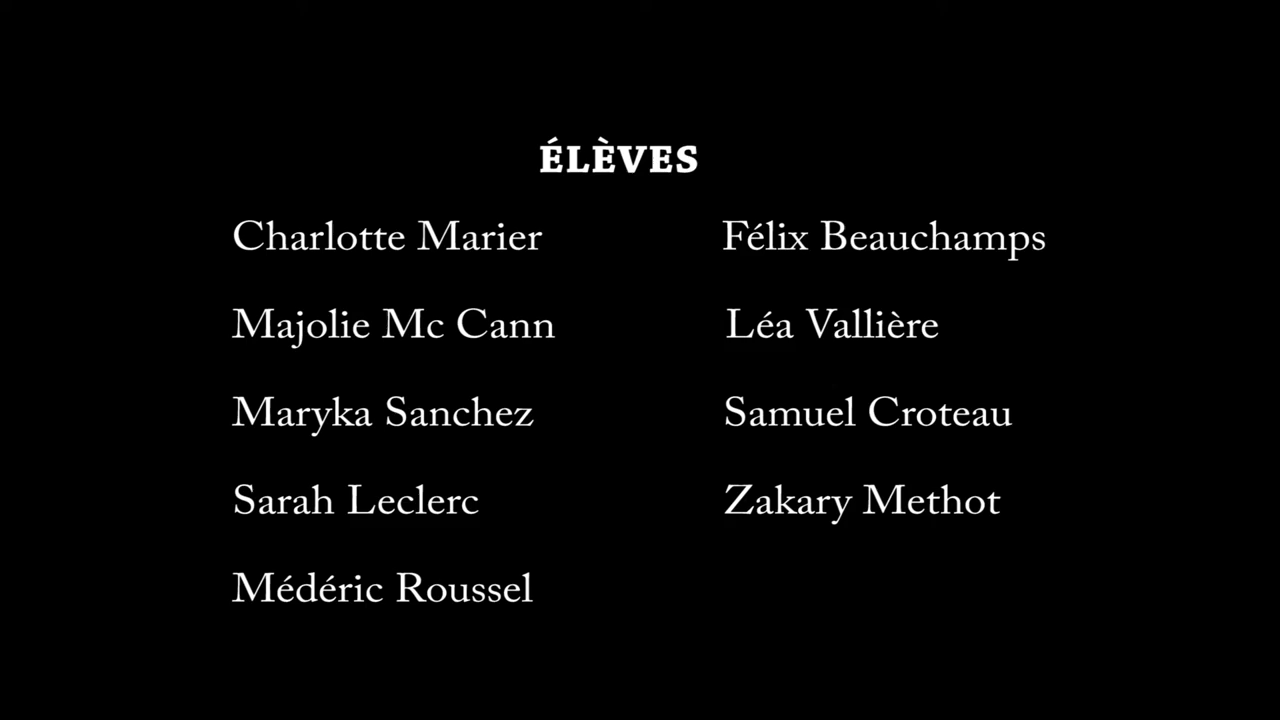 ÉLÈVES
Charlotte Marier
Félix Beauchamps
Majolie Mc Cann
Léa Vallière
Maryka Sanchez
Samuel Croteau
Sarah Leclerc
Zakary Methot
Médéric Roussel